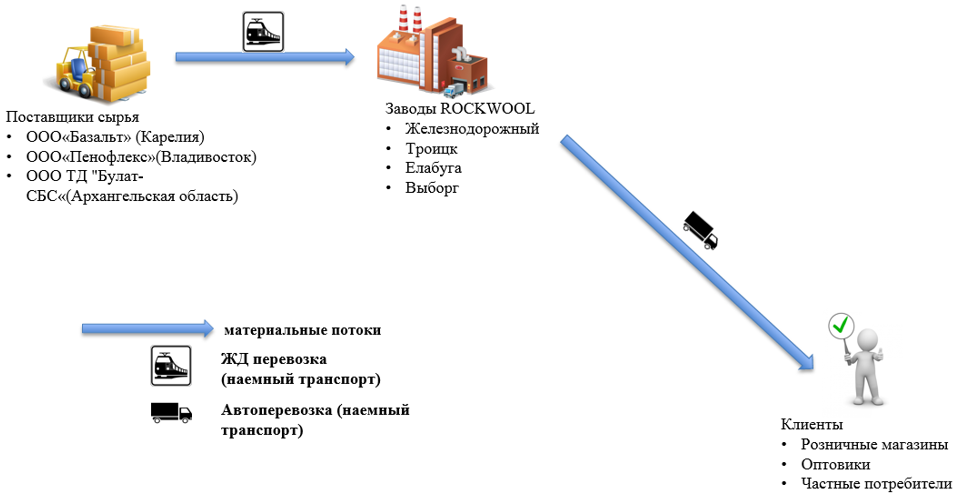 Поставщики сырья
• ООО«Базальт» (Карелия)
• ООО«Пенофлекс»(Владивосток)
• ООО ТД "Булат-
СБС«(Архангельская область)
Заводы ROCKWOOL
• Железнодорожный
• Троицк
• Елабуга
• Выборг
материальные потоки
ЖД перевозка
(наемный транспорт)
Автоперевозка (наемный
транспорт)
Клиенты
• Розничные магазины
• Оптовики
• Частные потребители